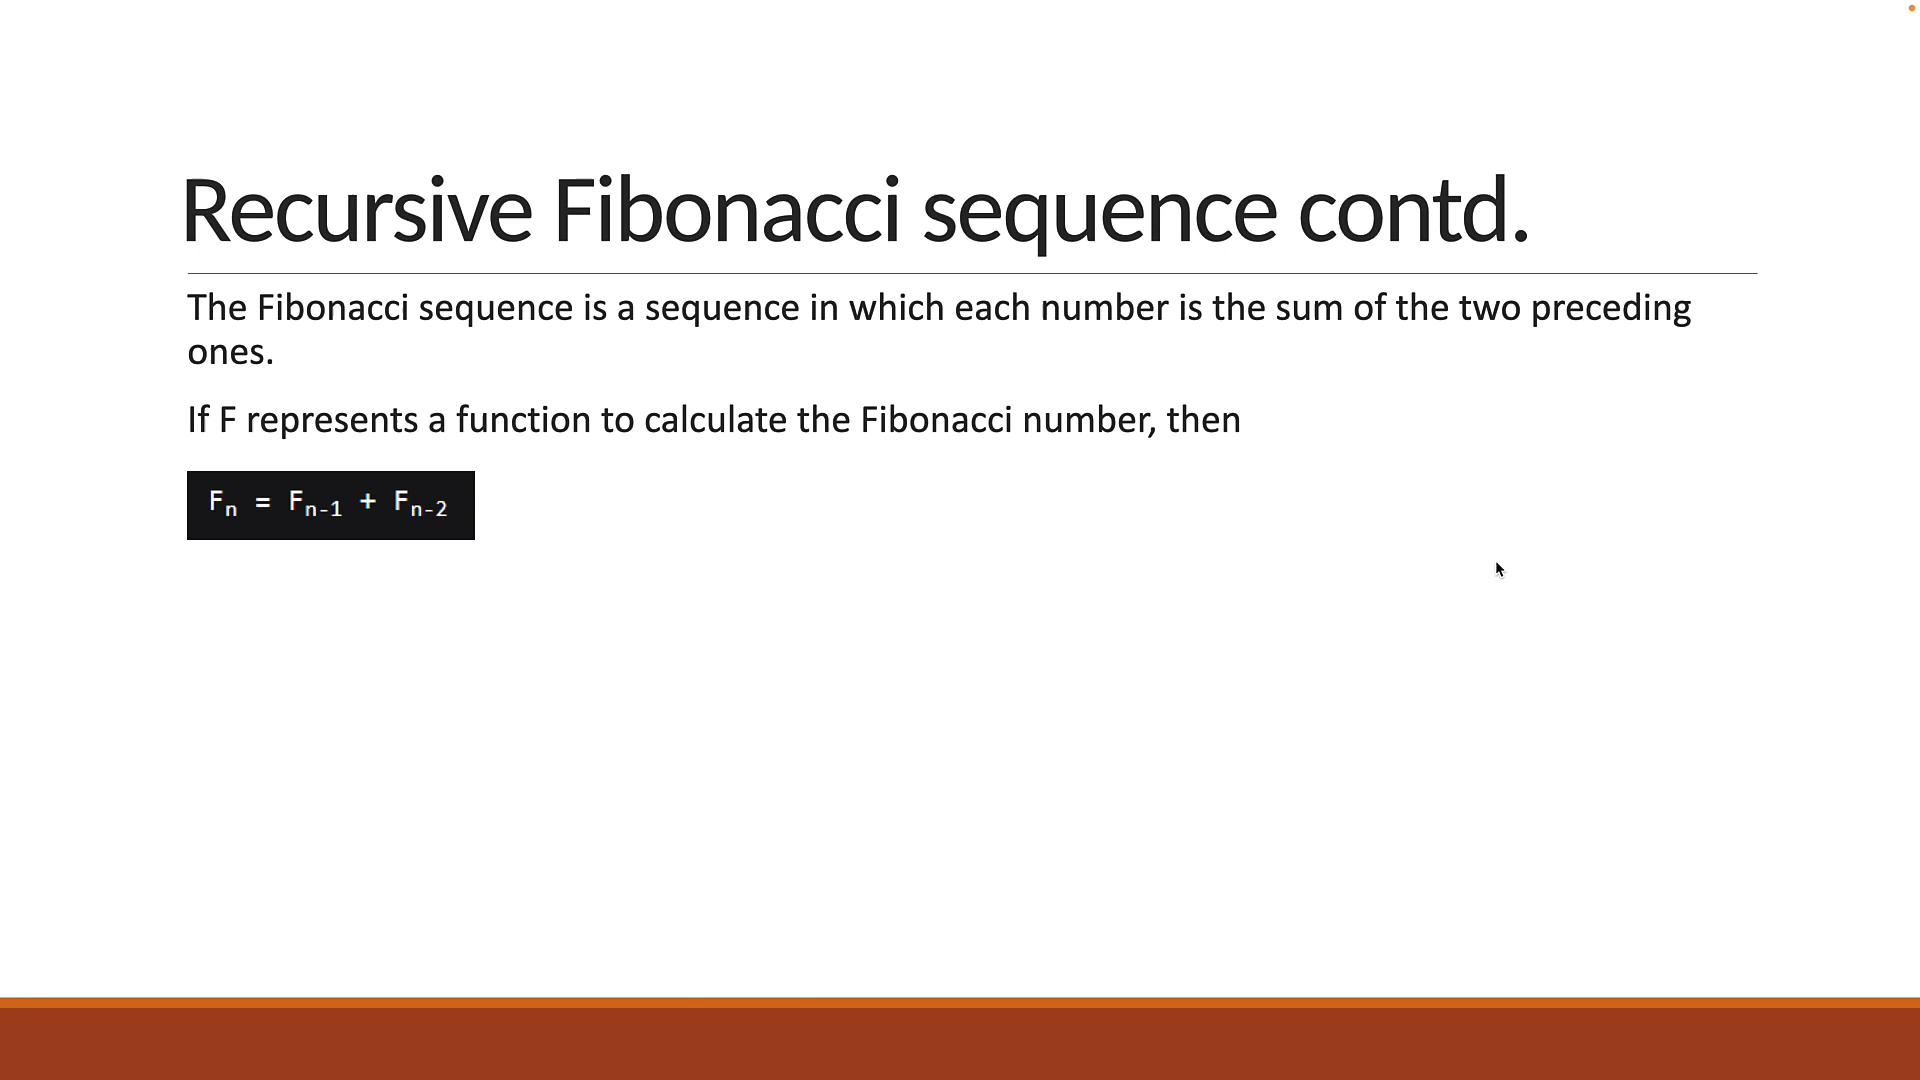 Recursive Fibonacci sequence contd.
The Fibonacci sequence is a sequence in which each number is the sum of the two preceding
ones.
If F represents a function to calculate the Fibonacci number, then
Fₙ = Fₙ₋₁ + Fₙ₋₂